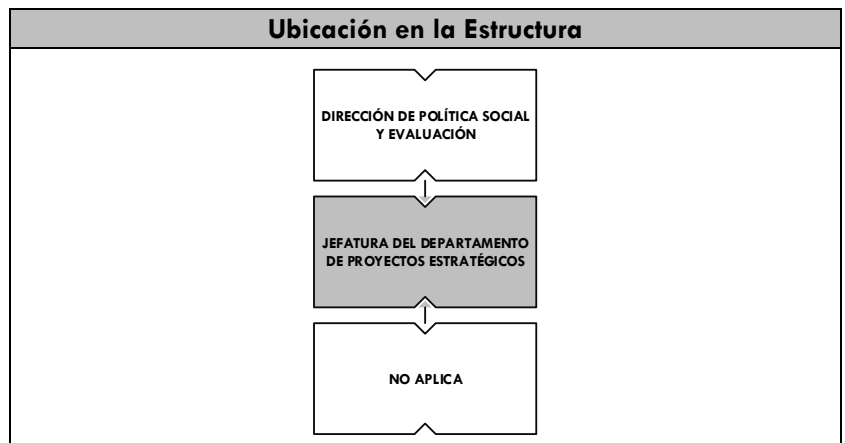 Ubicación en la Estructura
DIRECCIÓN DE POLÍTICA SOCIAL
Y EVALUACIÓN
JEFATURA DEL DEPARTAMENTO
DE PROYECTOS ESTRATÉGICOS
NO APLICA